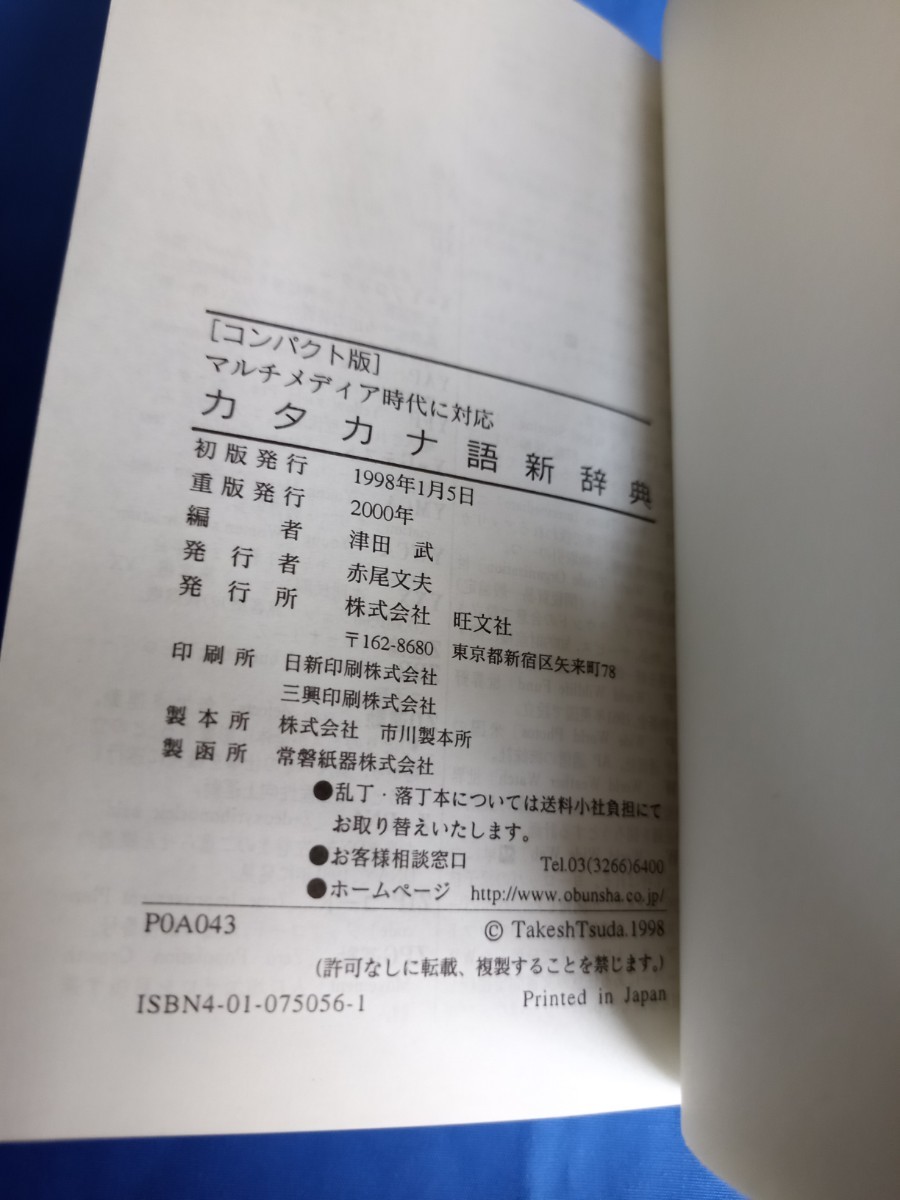 [コンパクト版]
マルチメディア時代に対応
カタカナ語新辞典
初版発行 1998年1月5日
重版発行 2000年
編者 津田 武
発行者 赤尾文夫
発行所 株式会社 旺文社
〒162-8680 東京都新宿区矢来町78
印刷所 日新印刷株式会社
三興印刷株式会社
製本所 株式会社 市川製本所
製函所 常磐紙器株式会社
●乱丁・落丁本については送料小社負担にて
お取り替えいたします。
●お客様相談窓口 Tel.03(3266)6400
●ホームページ http://www.obunsha.co.jp/
P0A043 © TakeshTsuda.1998
(許可なしに転載、複製することを禁じます。)
ISBN4-01-075056-1 Printed in Japan